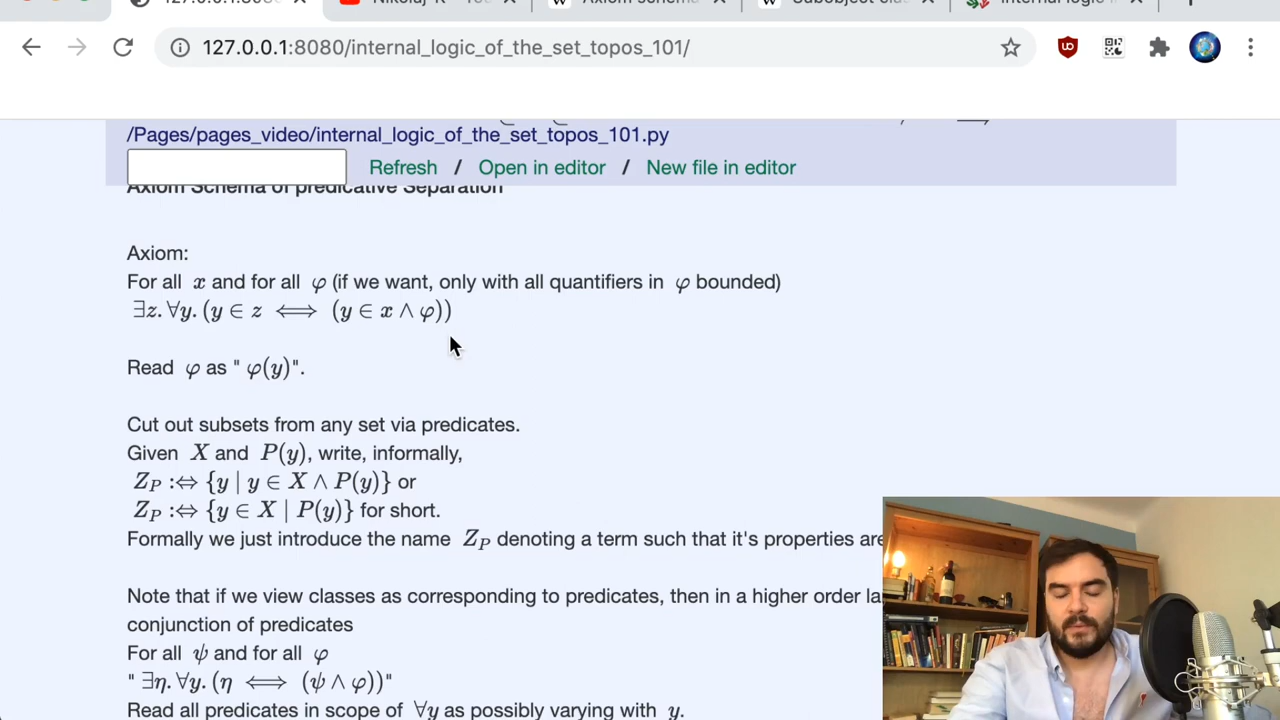 127.0.0.1:8080/internal_logic_of_the_set_topos_101/
/Pages/pages_video/internal_logic_of_the_set_topos_101.py
Refresh / Open in editor / New file in editor
Axiom Schema of predicative Separation
Axiom:
For all x and for all φ (if we want, only with all quantifiers in φ bounded)
∃z. ∀y. (y ∈ z ⟺ (y ∈ x ∧ φ))
Read φ as " φ(y)".
Cut out subsets from any set via predicates.
Given X and P(y), write, informally,
Z_P :⇔ {y | y ∈ X ∧ P(y)} or
Z_P :⇔ {y ∈ X | P(y)} for short.
Formally we just introduce the name Z_P denoting a term such that it's properties are
Note that if we view classes as corresponding to predicates, then in a higher order la
conjunction of predicates
For all ψ and for all φ
" ∃η. ∀y. (η ⟺ (ψ ∧ φ))"
Read all predicates in scope of ∀y as possibly varying with y.